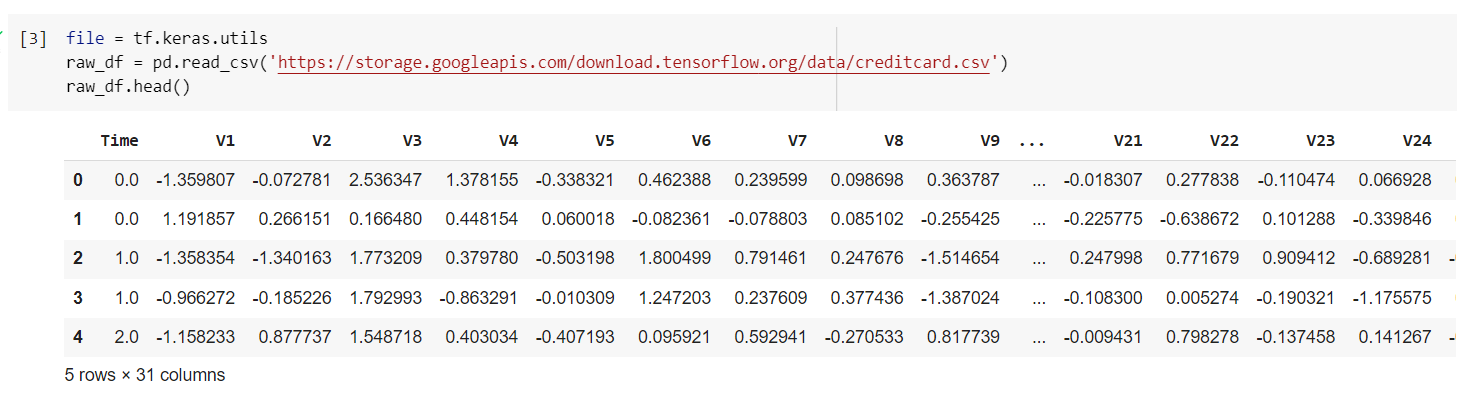 [3] file = tf.keras.utils
raw_df = pd.read_csv('https://storage.googleapis.com/download.tensorflow.org/data/creditcard.csv')
raw_df.head()
Time V1 V2 V3 V4 V5 V6 V7 V8 V9 ... V21 V22 V23 V24
0 0.0 -1.359807 -0.072781 2.536347 1.378155 -0.338321 0.462388 0.239599 0.098698 0.363787 ... -0.018307 0.277838 -0.110474 0.066928
1 0.0 1.191857 0.266151 0.166480 0.448154 0.060018 -0.082361 -0.078803 0.085102 -0.255425 ... -0.225775 -0.638672 0.101288 -0.339846
2 1.0 -1.358354 -1.340163 1.773209 0.379780 -0.503198 1.800499 0.791461 0.247676 -1.514654 ... 0.247998 0.771679 0.909412 -0.689281
3 1.0 -0.966272 -0.185226 1.792993 -0.863291 -0.010309 1.247203 0.237609 0.377436 -1.387024 ... -0.108300 0.005274 -0.190321 -1.175575
4 2.0 -1.158233 0.877737 1.548718 0.403034 -0.407193 0.095921 0.592941 -0.270533 0.817739 ... -0.009431 0.798278 -0.137458 0.141267
5 rows × 31 columns